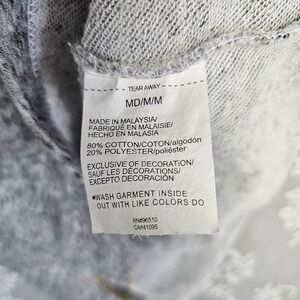 TEAR AWAY
MD/M/M
MADE IN MALAYSIA/
FABRIQUÉ EN MALAISIE/
HECHO EN MALASIA
80% COTTON/COTON/algodón
20% POLYESTER/poliéster
EXCLUSIVE OF DECORATION/
SAUF LES DÉCORATIONS/
EXCEPTO DECORACIÓN
*WASH GARMENT INSIDE
OUT WITH LIKE COLORS DO
RN#96510
CA#41095